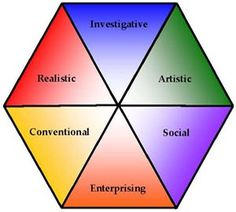 Investigative
Realistic
Artistic
Conventional
Social
Enterprising